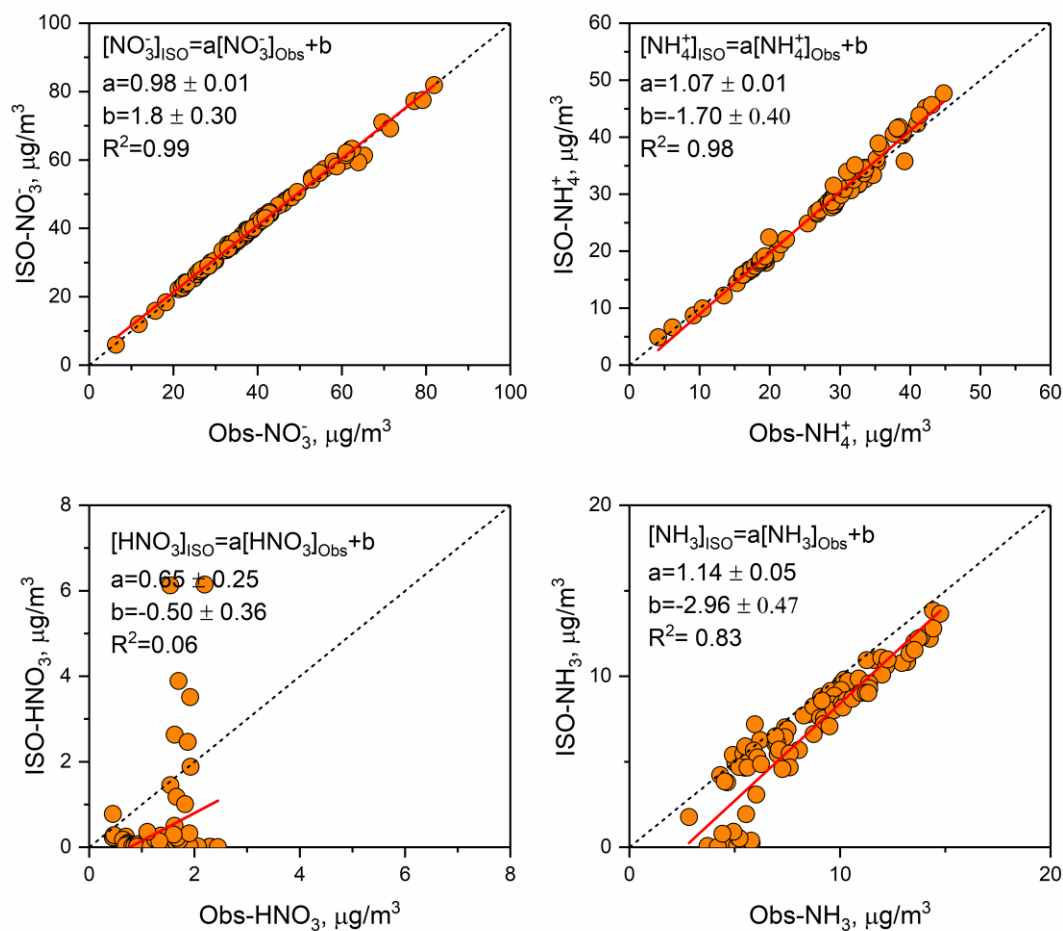 [NO₃⁻]ISO=a[NO₃⁻]Obs+b
a=0.98 ± 0.01
b=1.8 ± 0.30
R²=0.99
100
80
60
40
20
0
0 20 40 60 80 100
ISO-NO₃⁻, μg/m³
Obs-NO₃⁻, μg/m³
[NH₄⁺]ISO=a[NH₄⁺]Obs+b
a=1.07 ± 0.01
b=-1.70 ± 0.40
R²= 0.98
60
50
40
30
20
10
0
0 10 20 30 40 50 60
ISO-NH₄⁺, μg/m³
Obs-NH₄⁺, μg/m³
[HNO₃]ISO=a[HNO₃]Obs+b
a=0.65 ± 0.25
b=-0.50 ± 0.36
R²=0.06
8
6
4
2
0
0 2 4 6 8
ISO-HNO₃, μg/m³
Obs-HNO₃, μg/m³
[NH₃]ISO=a[NH₃]Obs+b
a=1.14 ± 0.05
b=-2.96 ± 0.47
R²= 0.83
20
10
0
0 10 20
ISO-NH₃, μg/m³
Obs-NH₃, μg/m³